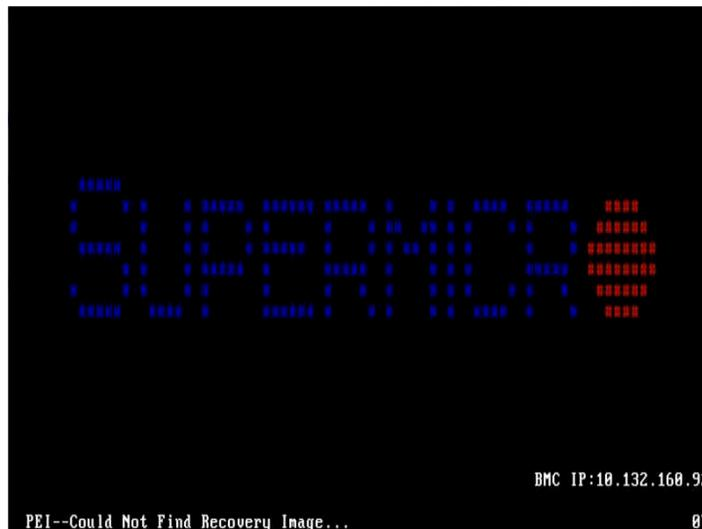 SUPERMICRO
BMC IP:10.132.160.9
PEI--Could Not Find Recovery Image...